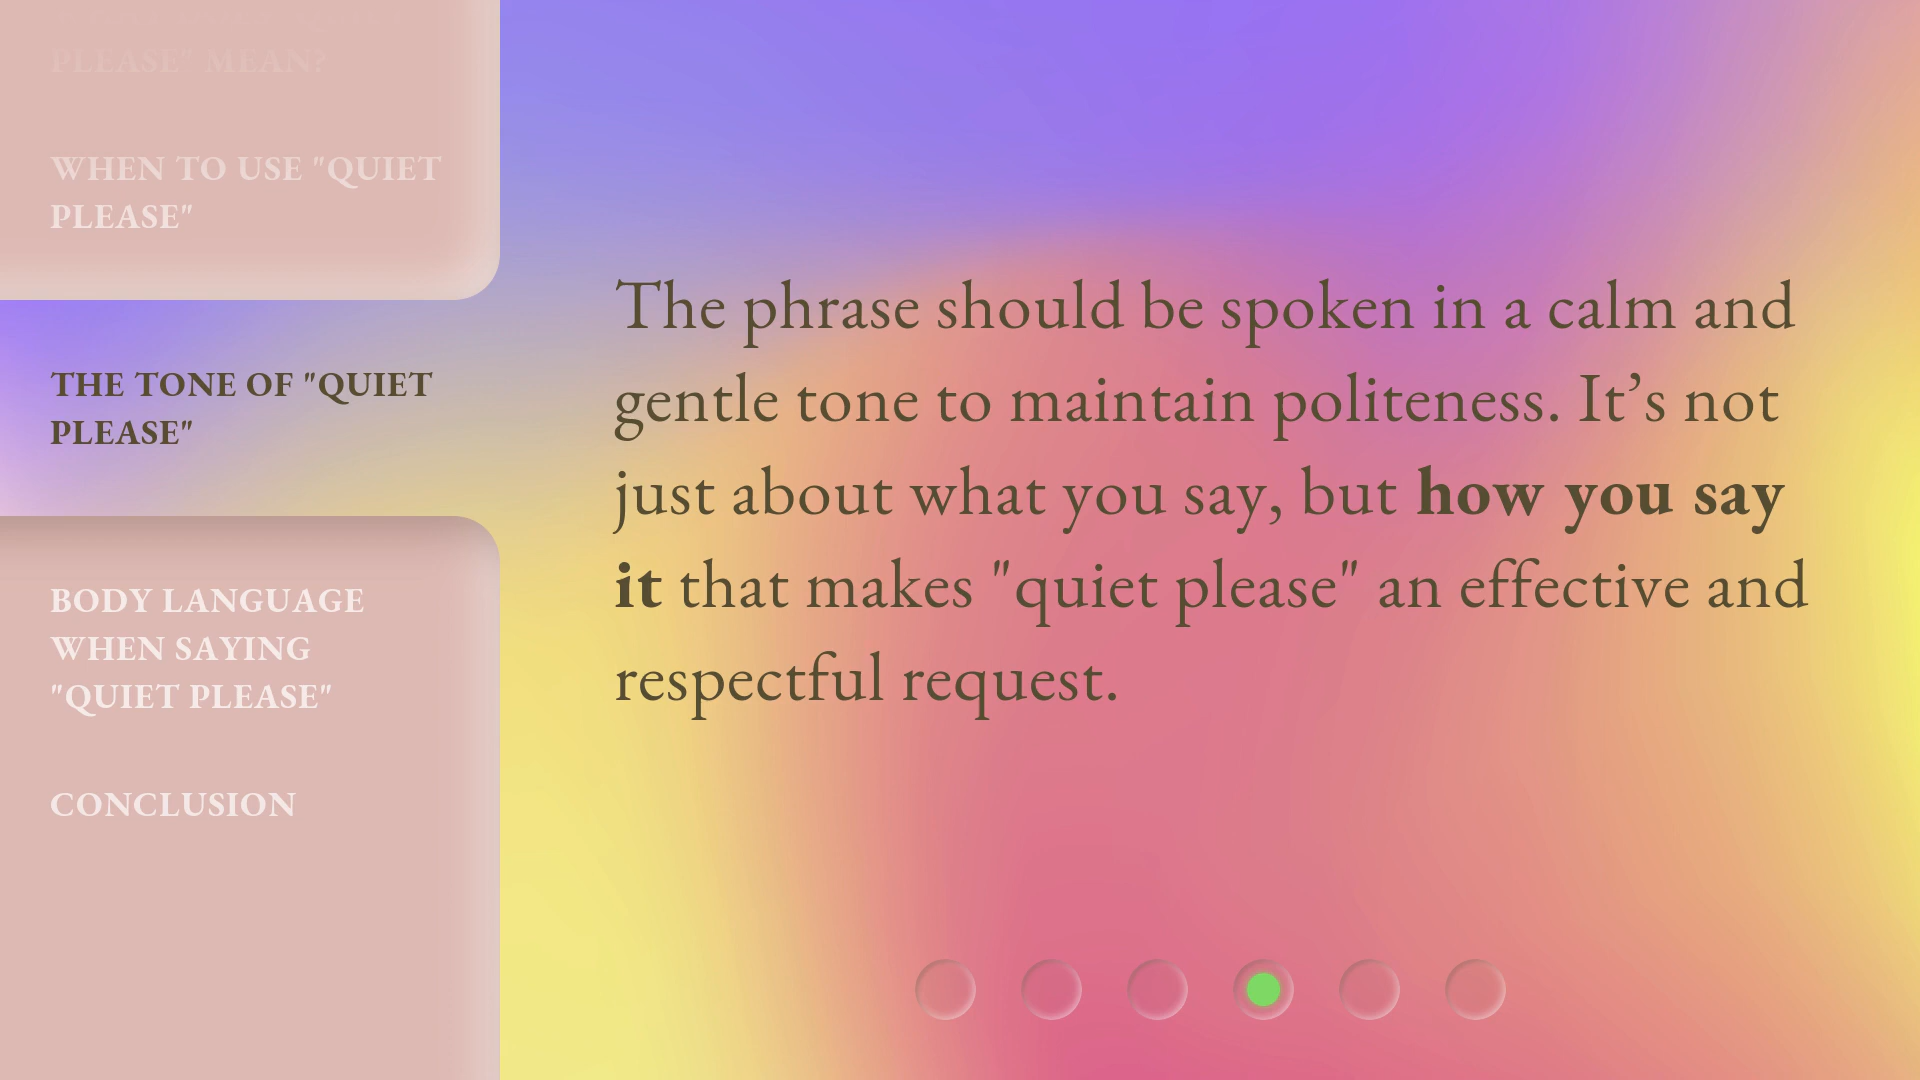 PLEASE" MEAN?
WHEN TO USE "QUIET
PLEASE"
THE TONE OF "QUIET
PLEASE"
BODY LANGUAGE
WHEN SAYING
"QUIET PLEASE"
CONCLUSION
The phrase should be spoken in a calm and
gentle tone to maintain politeness. It’s not
just about what you say, but how you say
it that makes "quiet please" an effective and
respectful request.